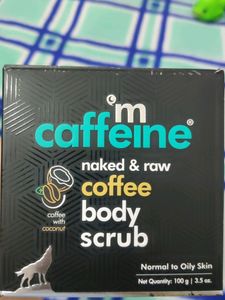 m
caffeine®
naked & raw
coffee
body
scrub
coffee
with
coconut
Normal to Oily Skin
Net Quantity: 100 g | 3.5 oz.